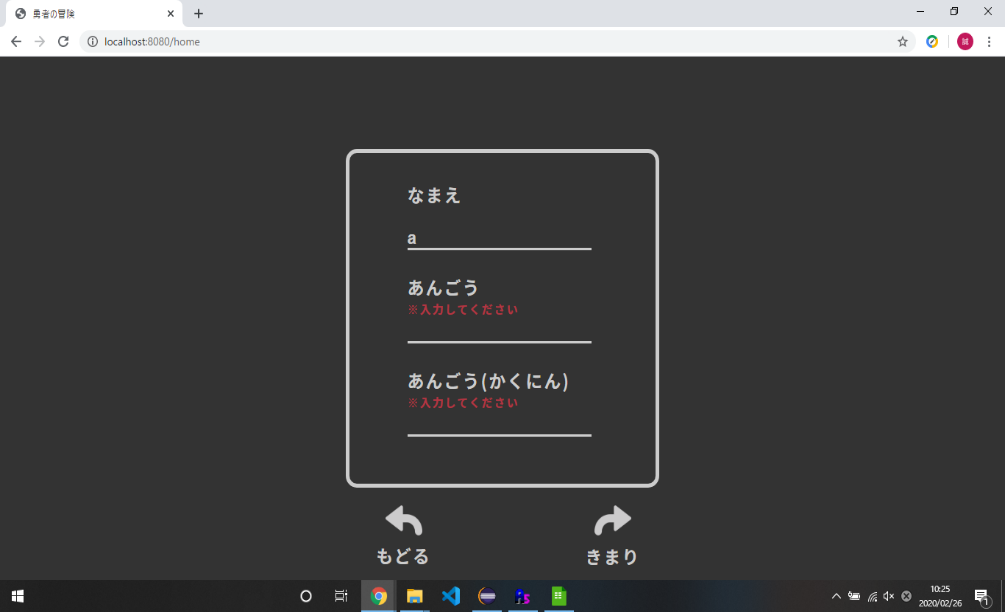 勇者の冒険
localhost:8080/home
なまえ
a
あんごう
※入力してください
あんごう(かくにん)
※入力してください
もどる
きまり
10:25
2020/02/26
1